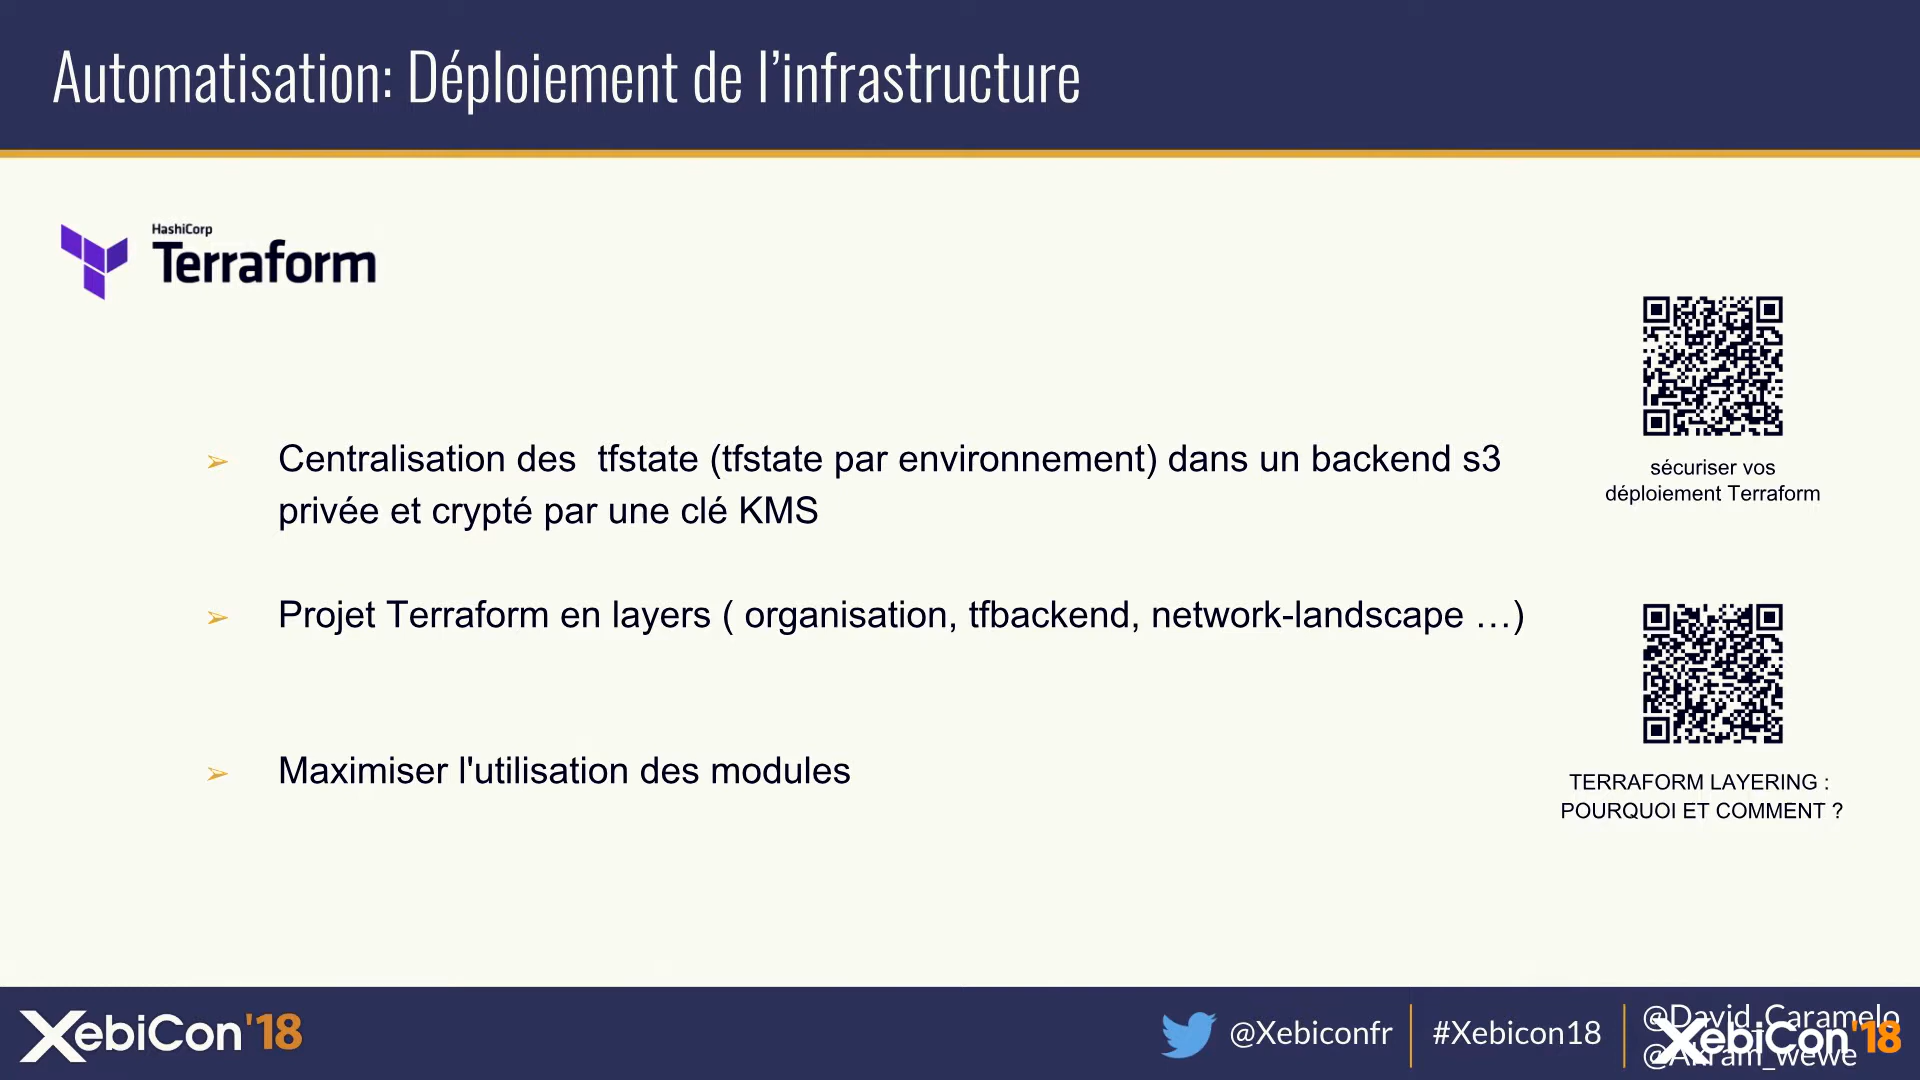 Automatisation: Déploiement de l’infrastructure
HashiCorp
Terraform
➢ Centralisation des tfstate (tfstate par environnement) dans un backend s3
privée et crypté par une clé KMS
➢ Projet Terraform en layers ( organisation, tfbackend, network-landscape …)
➢ Maximiser l'utilisation des modules
sécuriser vos
déploiement Terraform
TERRAFORM LAYERING :
POURQUOI ET COMMENT ?
XebiCon'18
@Xebiconfr
#Xebicon18
@David_Caramelo
@Akram_wewe
XebiCon'18